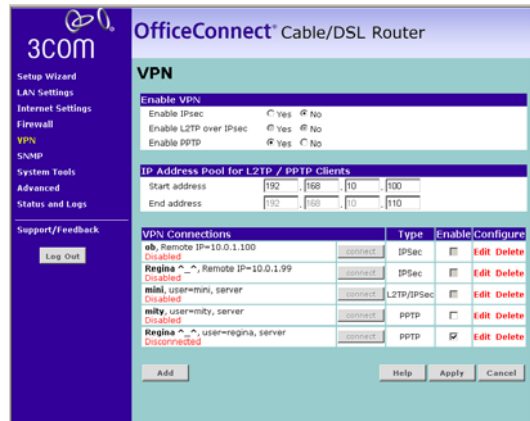 3COM
OfficeConnect® Cable/DSL Router
Setup Wizard
LAN Settings
Internet Settings
Firewall
VPN
SNMP
System Tools
Advanced
Status and Logs
Support/Feedback
Log Out
VPN
Enable VPN
Enable IPsec Yes No
Enable L2TP over IPsec Yes No
Enable PPTP Yes No
IP Address Pool for L2TP / PPTP Clients
Start address 192 . 168 . 10 . 100
End address 192 . 168 . 10 . 110
VPN Connections Type Enable Configure
ob, Remote IP=10.0.1.100 connect IPSec Edit Delete
Disabled
Regina ^_^, Remote IP=10.0.1.99 connect IPSec Edit Delete
Disabled
mini, user=mini, server connect L2TP/IPSec Edit Delete
Disabled
mity, user=mity, server connect PPTP Edit Delete
Disabled
Regina ^_^, user=regina, server connect PPTP Edit Delete
Disconnected
Add Help Apply Cancel